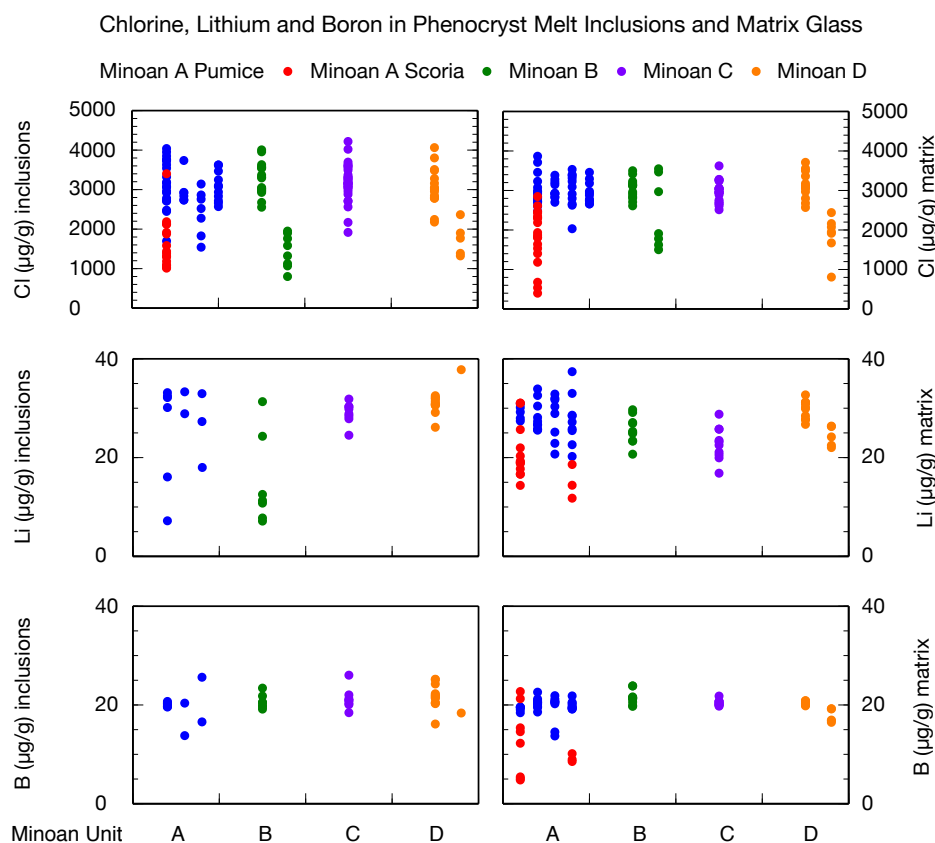 Chlorine, Lithium and Boron in Phenocryst Melt Inclusions and Matrix Glass
Minoan A Pumice Minoan A Scoria Minoan B Minoan C Minoan D
Cl (µg/g) inclusions
5000
4000
3000
2000
1000
0
5000
4000
3000
2000
1000
0
Cl (µg/g) matrix
Li (µg/g) inclusions
40
20
0
40
20
0
Li (µg/g) matrix
B (µg/g) inclusions
40
20
0
40
20
0
B (µg/g) matrix
Minoan Unit A B C D A B C D